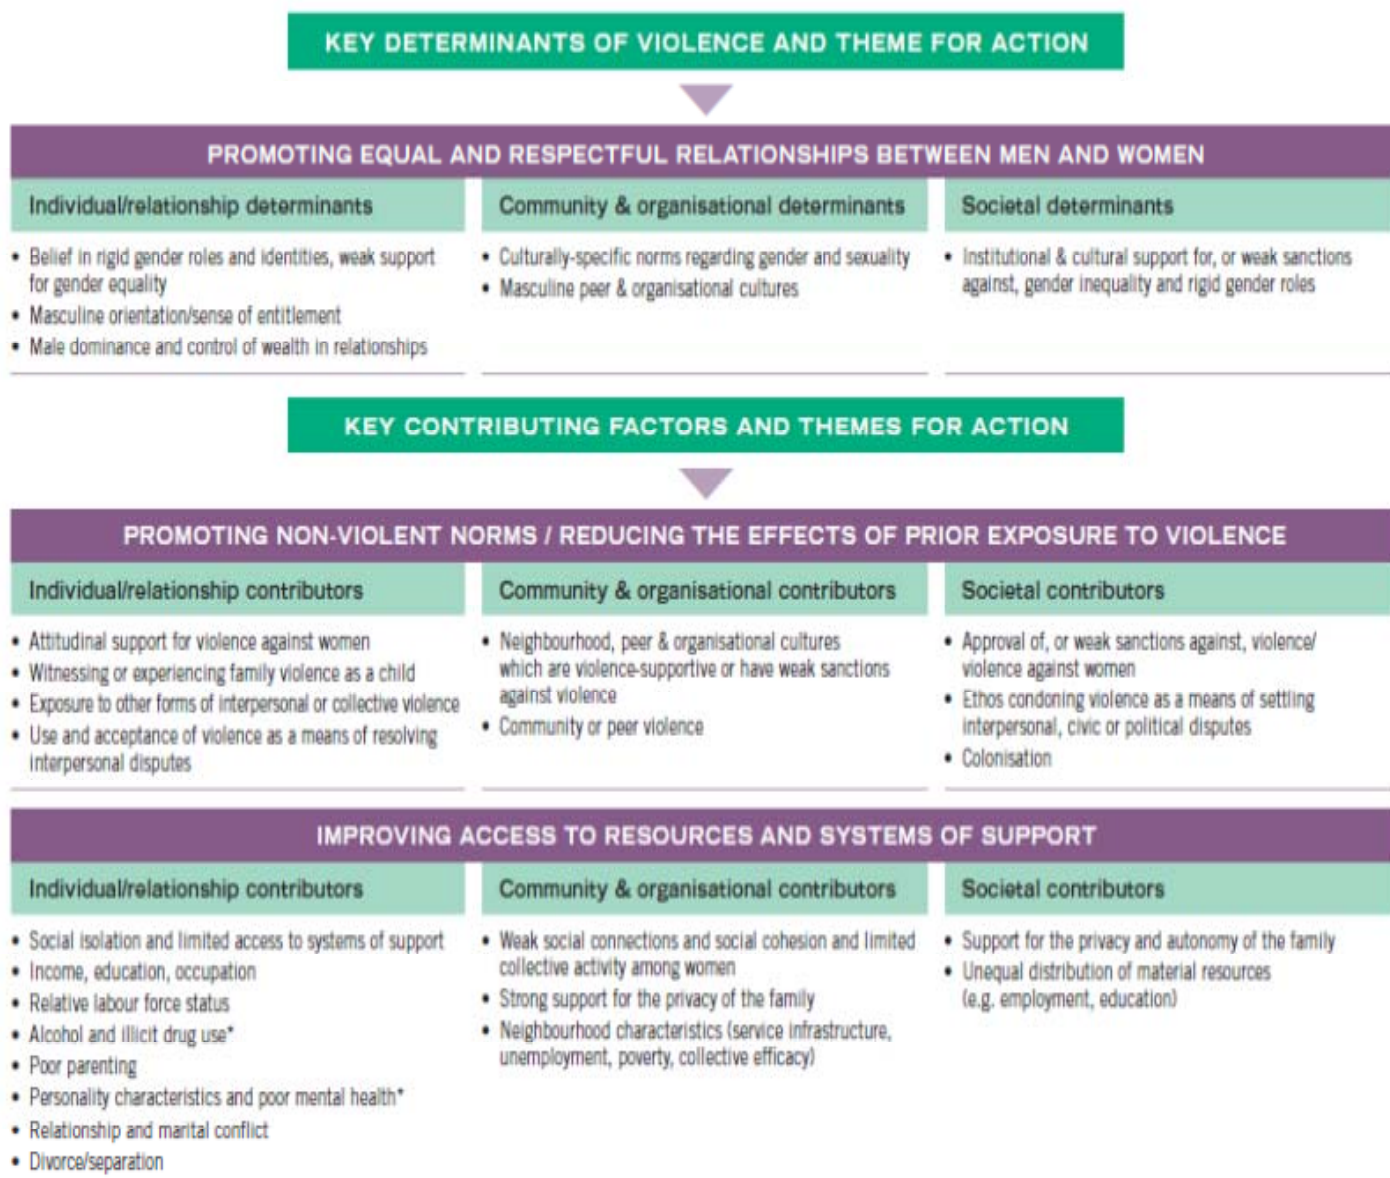 KEY DETERMINANTS OF VIOLENCE AND THEME FOR ACTION
PROMOTING EQUAL AND RESPECTFUL RELATIONSHIPS BETWEEN MEN AND WOMEN
Individual/relationship determinants
• Belief in rigid gender roles and identities, weak support
for gender equality
• Masculine orientation/sense of entitlement
• Male dominance and control of wealth in relationships
Community & organisational determinants
• Culturally-specific norms regarding gender and sexuality
• Masculine peer & organisational cultures
Societal determinants
• Institutional & cultural support for, or weak sanctions
against, gender inequality and rigid gender roles
KEY CONTRIBUTING FACTORS AND THEMES FOR ACTION
PROMOTING NON-VIOLENT NORMS / REDUCING THE EFFECTS OF PRIOR EXPOSURE TO VIOLENCE
Individual/relationship contributors
• Attitudinal support for violence against women
• Witnessing or experiencing family violence as a child
• Exposure to other forms of interpersonal or collective violence
• Use and acceptance of violence as a means of resolving
interpersonal disputes
Community & organisational contributors
• Neighbourhood, peer & organisational cultures
which are violence-supportive or have weak sanctions
against violence
• Community or peer violence
Societal contributors
• Approval of, or weak sanctions against, violence/
violence against women
• Ethos condoning violence as a means of settling
interpersonal, civic or political disputes
• Colonisation
IMPROVING ACCESS TO RESOURCES AND SYSTEMS OF SUPPORT
Individual/relationship contributors
• Social isolation and limited access to systems of support
• Income, education, occupation
• Relative labour force status
• Alcohol and illicit drug use*
• Poor parenting
• Personality characteristics and poor mental health*
• Relationship and marital conflict
• Divorce/separation
Community & organisational contributors
• Weak social connections and social cohesion and limited
collective activity among women
• Strong support for the privacy of the family
• Neighbourhood characteristics (service infrastructure,
unemployment, poverty, collective efficacy)
Societal contributors
• Support for the privacy and autonomy of the family
• Unequal distribution of material resources
(e.g. employment, education)